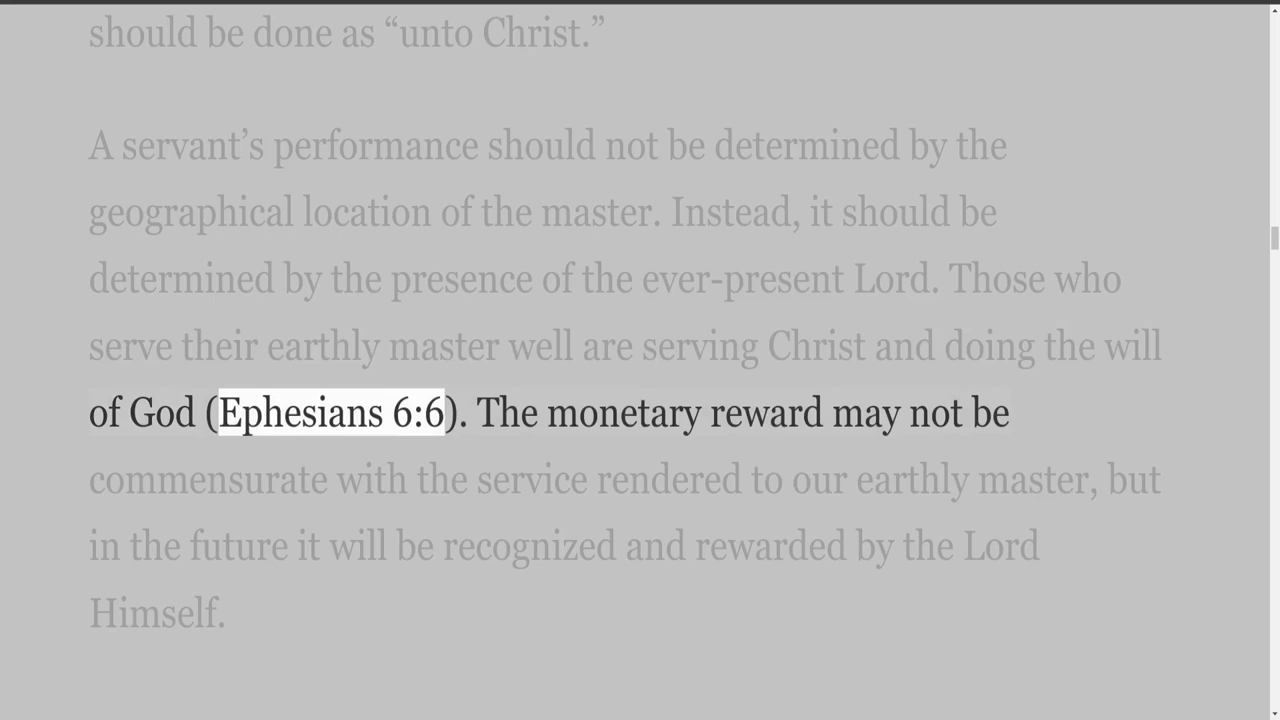 should be done as “unto Christ.”
A servant’s performance should not be determined by the
geographical location of the master. Instead, it should be
determined by the presence of the ever-present Lord. Those who
serve their earthly master well are serving Christ and doing the will
of God (Ephesians 6:6). The monetary reward may not be
commensurate with the service rendered to our earthly master, but
in the future it will be recognized and rewarded by the Lord
Himself.